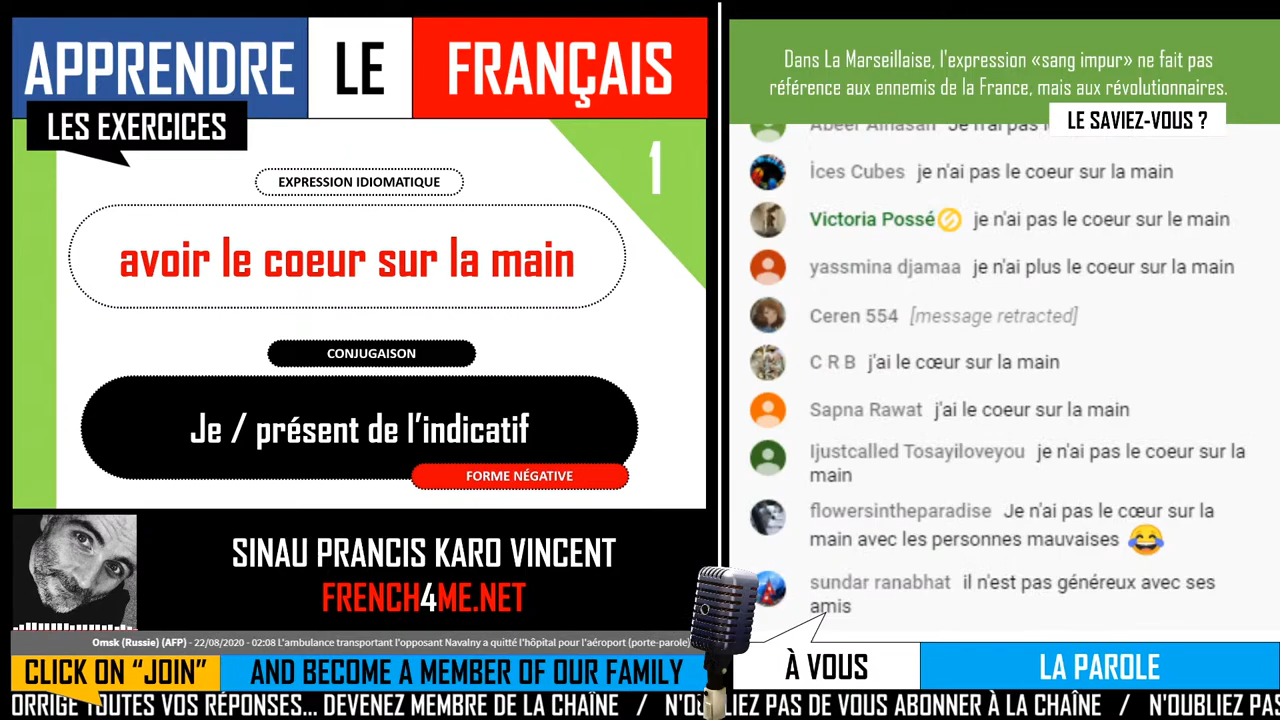 APPRENDRE LE FRANÇAIS
LES EXERCICES
1
EXPRESSION IDIOMATIQUE
avoir le coeur sur la main
CONJUGAISON
Je / présent de l'indicatif
FORME NÉGATIVE
SINAU PRANCIS KARO VINCENT
FRENCH4ME.NET
Omsk (Russie) (AFP) - 22/08/2020 - 02:08 L'ambulance transportant l'opposant Navalny a quitté l'hôpital pour l'aéroport (porte-parole)
CLICK ON “JOIN” AND BECOME A MEMBER OF OUR FAMILY
Dans La Marseillaise, l'expression «sang impur» ne fait pas
référence aux ennemis de la France, mais aux révolutionnaires.
LE SAVIEZ-VOUS ?
İces Cubes je n'ai pas le coeur sur la main
Victoria Possé je n'ai pas le coeur sur le main
yassmina djamaa je n'ai plus le coeur sur la main
Ceren 554 [message retracted]
C R B j'ai le cœur sur la main
Sapna Rawat j'ai le coeur sur la main
Ijustcalled Tosayiloveyou je n'ai pas le coeur sur la
main
flowersintheparadise Je n'ai pas le cœur sur la
main avec les personnes mauvaises
sundar ranabhat il n'est pas généreux avec ses
amis
À VOUS LA PAROLE
TOUTES VOS RÉPONSES... DEVENEZ MEMBRE DE LA CHAÎNE / PAS DE VOUS ABONNER À LA CHAÎNE / N'OUBLIEZ PAS